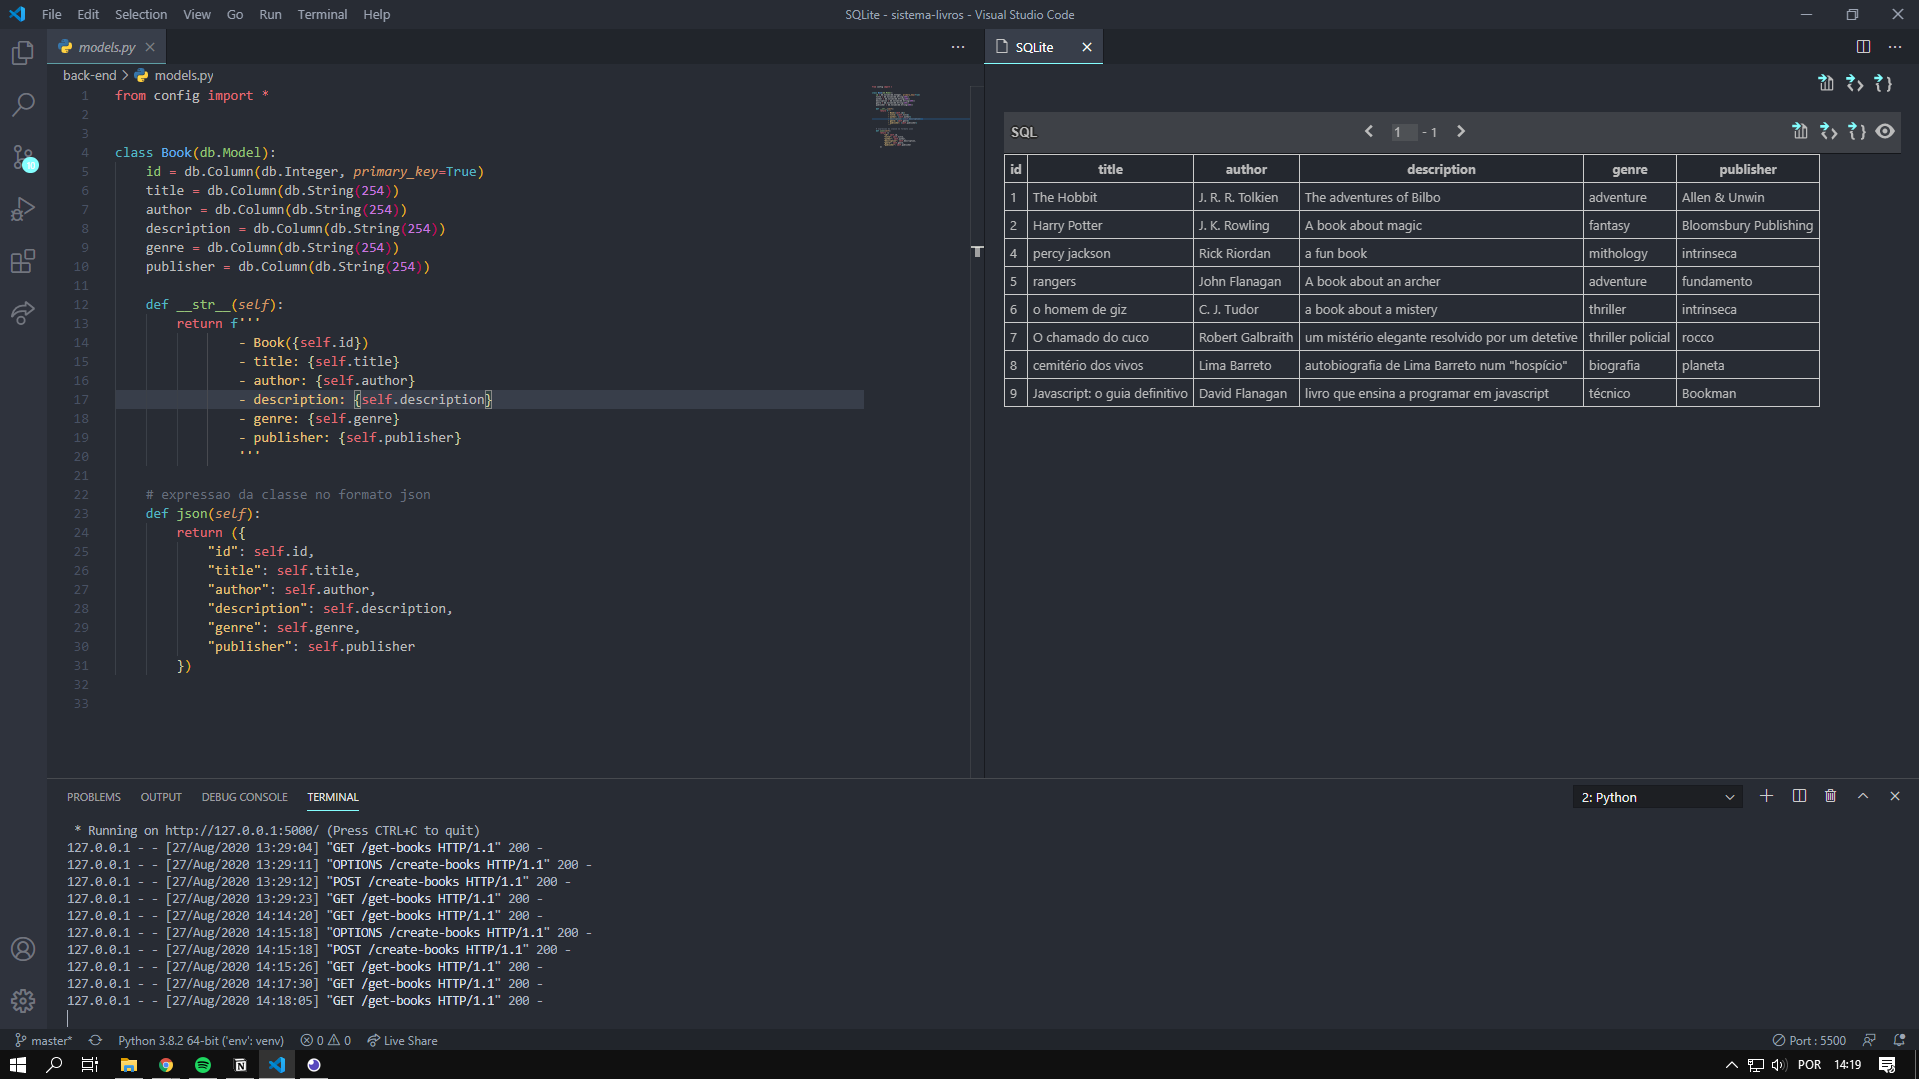 File Edit Selection View Go Run Terminal Help
SQLite - sistema-livros - Visual Studio Code
models.py
SQLite
back-end > models.py
1 from config import *
2
3
4 class Book(db.Model):
5 id = db.Column(db.Integer, primary_key=True)
6 title = db.Column(db.String(254))
7 author = db.Column(db.String(254))
8 description = db.Column(db.String(254))
9 genre = db.Column(db.String(254))
10 publisher = db.Column(db.String(254))
11
12 def __str__(self):
13 return f'''
14 - Book({self.id})
15 - title: {self.title}
16 - author: {self.author}
17 - description: {self.description}
18 - genre: {self.genre}
19 - publisher: {self.publisher}
20 '''
21
22 # expressao da classe no formato json
23 def json(self):
24 return ({
25 "id": self.id,
26 "title": self.title,
27 "author": self.author,
28 "description": self.description,
29 "genre": self.genre,
30 "publisher": self.publisher
31 })
32
33
SQL 1 - 1
id title author description genre publisher
1 The Hobbit J. R. R. Tolkien The adventures of Bilbo adventure Allen & Unwin
2 Harry Potter J. K. Rowling A book about magic fantasy Bloomsbury Publishing
4 percy jackson Rick Riordan a fun book mithology intrinseca
5 rangers John Flanagan A book about an archer adventure fundamento
6 o homem de giz C. J. Tudor a book about a mistery thriller intrinseca
7 O chamado do cuco Robert Galbraith um mistério elegante resolvido por um detetive thriller policial rocco
8 cemitério dos vivos Lima Barreto autobiografia de Lima Barreto num "hospício" biografia planeta
9 Javascript: o guia definitivo David Flanagan livro que ensina a programar em javascript técnico Bookman
PROBLEMS OUTPUT DEBUG CONSOLE TERMINAL
2: Python
* Running on http://127.0.0.1:5000/ (Press CTRL+C to quit)
127.0.0.1 - - [27/Aug/2020 13:29:04] "GET /get-books HTTP/1.1" 200 -
127.0.0.1 - - [27/Aug/2020 13:29:11] "OPTIONS /create-books HTTP/1.1" 200 -
127.0.0.1 - - [27/Aug/2020 13:29:12] "POST /create-books HTTP/1.1" 200 -
127.0.0.1 - - [27/Aug/2020 13:29:23] "GET /get-books HTTP/1.1" 200 -
127.0.0.1 - - [27/Aug/2020 14:14:20] "GET /get-books HTTP/1.1" 200 -
127.0.0.1 - - [27/Aug/2020 14:15:18] "OPTIONS /create-books HTTP/1.1" 200 -
127.0.0.1 - - [27/Aug/2020 14:15:18] "POST /create-books HTTP/1.1" 200 -
127.0.0.1 - - [27/Aug/2020 14:15:26] "GET /get-books HTTP/1.1" 200 -
127.0.0.1 - - [27/Aug/2020 14:17:30] "GET /get-books HTTP/1.1" 200 -
127.0.0.1 - - [27/Aug/2020 14:18:05] "GET /get-books HTTP/1.1" 200 -
master* Python 3.8.2 64-bit ('env': venv) 0 0 Live Share
Port : 5500
POR 14:19